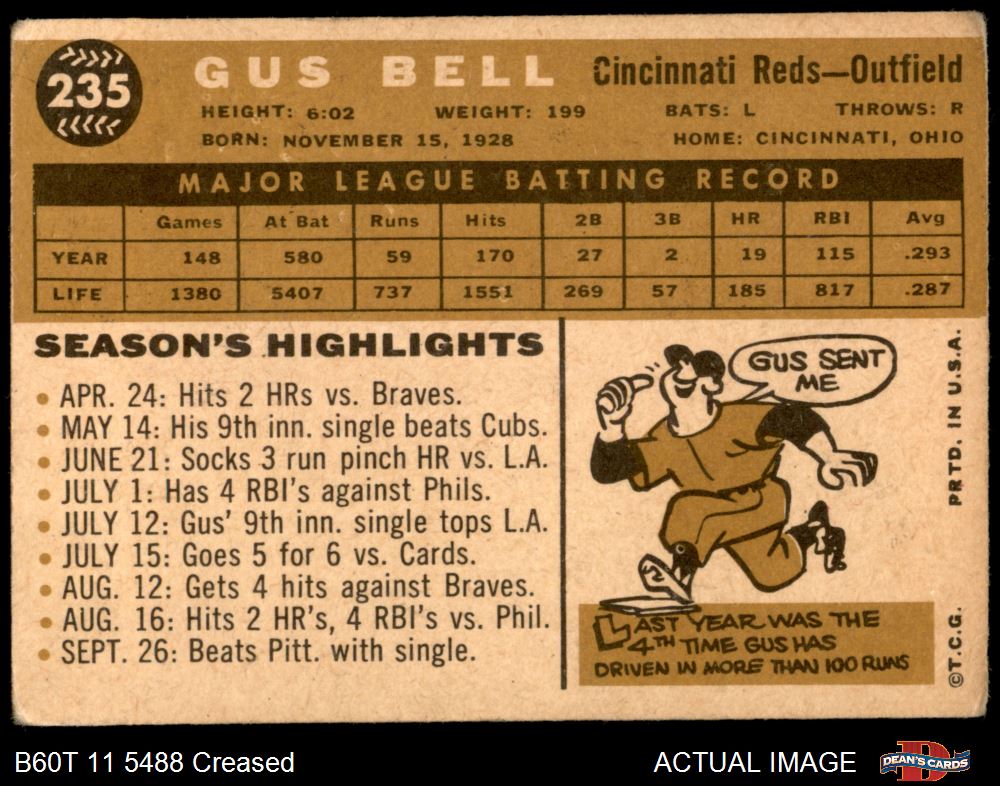 235
GUS BELL Cincinnati Reds—Outfield
HEIGHT: 6:02 WEIGHT: 199 BATS: L THROWS: R
BORN: NOVEMBER 15, 1928 HOME: CINCINNATI, OHIO
MAJOR LEAGUE BATTING RECORD
Games At Bat Runs Hits 2B 3B HR RBI Avg
YEAR 148 580 59 170 27 2 19 115 .293
LIFE 1380 5407 737 1551 269 57 185 817 .287
SEASON'S HIGHLIGHTS
• APR. 24: Hits 2 HRs vs. Braves.
• MAY 14: His 9th inn. single beats Cubs.
• JUNE 21: Socks 3 run pinch HR vs. L.A.
• JULY 1: Has 4 RBI's against Phils.
• JULY 12: Gus' 9th inn. single tops L.A.
• JULY 15: Goes 5 for 6 vs. Cards.
• AUG. 12: Gets 4 hits against Braves.
• AUG. 16: Hits 2 HR's, 4 RBI's vs. Phil.
• SEPT. 26: Beats Pitt. with single.
GUS SENT
ME
LAST YEAR WAS THE
4TH TIME GUS HAS
DRIVEN IN MORE THAN 100 RUNS
©T.C.G. PRTD. IN U.S.A.
B60T 11 5488 Creased ACTUAL IMAGE
DEAN'S CARDS